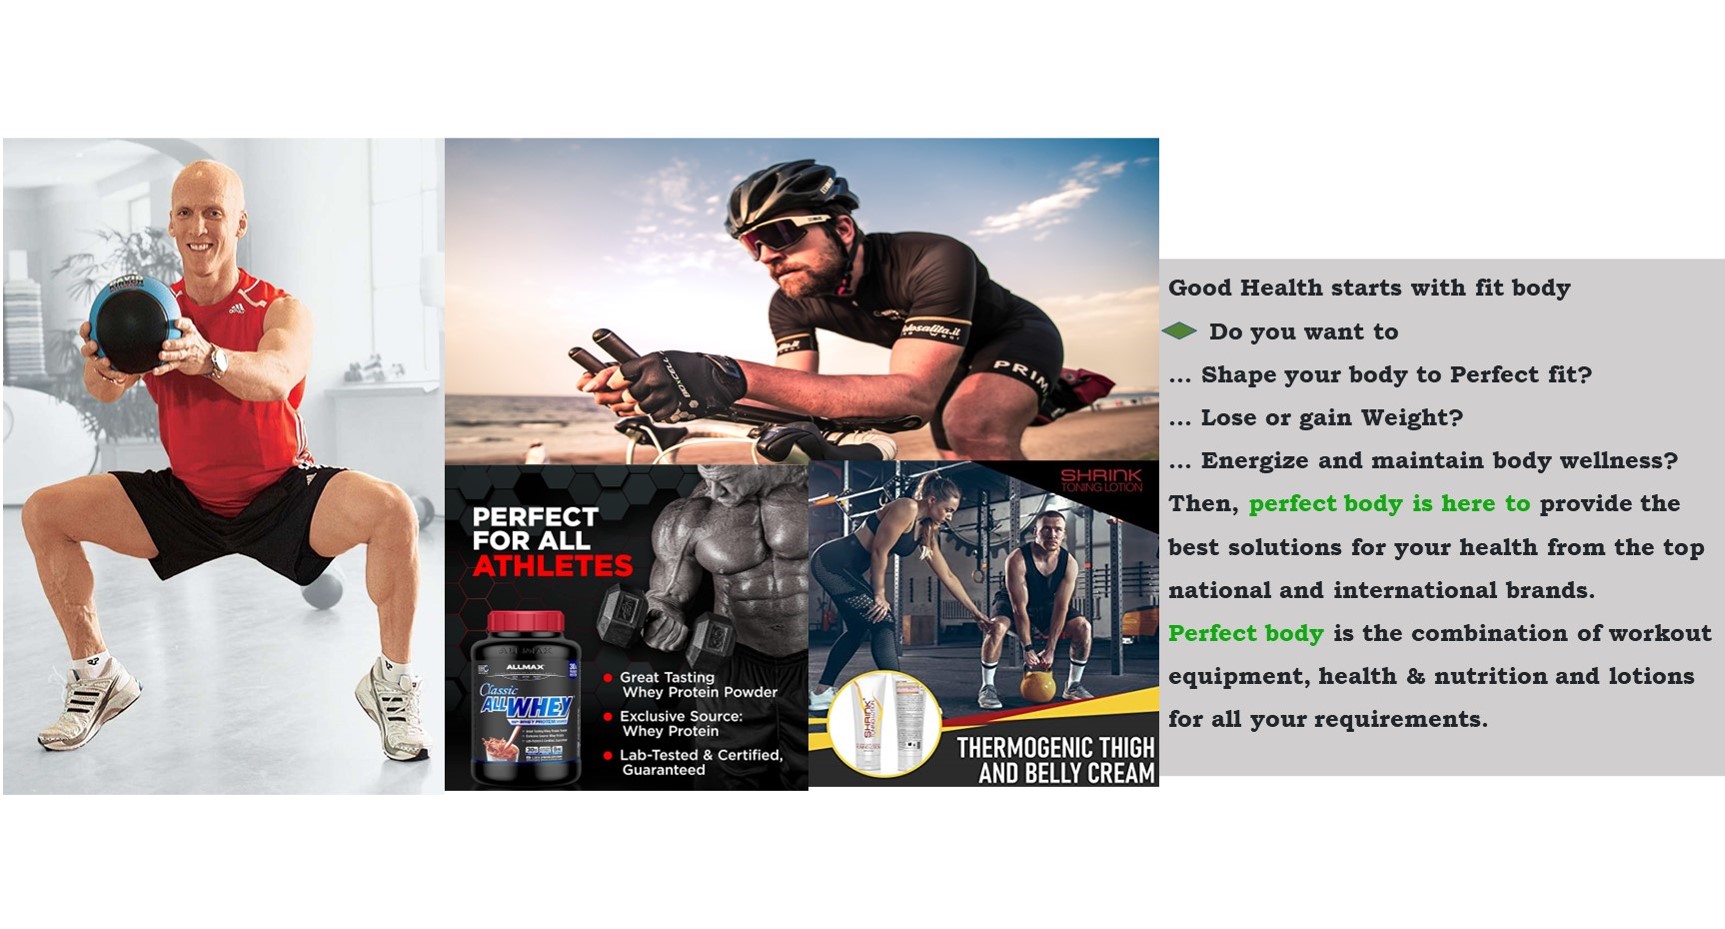 SHRINK
TONING LOTION
PERFECT
FOR ALL
ATHLETES
ALLMAX
Classic
ALLWHEY
Great Tasting
Whey Protein Powder
Exclusive Source:
Whey Protein
Lab-Tested & Certified,
Guaranteed
SHRINK
THERMOGENIC THIGH
AND BELLY CREAM
adidas
PRIM
Good Health starts with fit body
Do you want to
... Shape your body to Perfect fit?
... Lose or gain Weight?
... Energize and maintain body wellness?
Then, perfect body is here to provide the
best solutions for your health from the top
national and international brands.
Perfect body is the combination of workout
equipment, health & nutrition and lotions
for all your requirements.